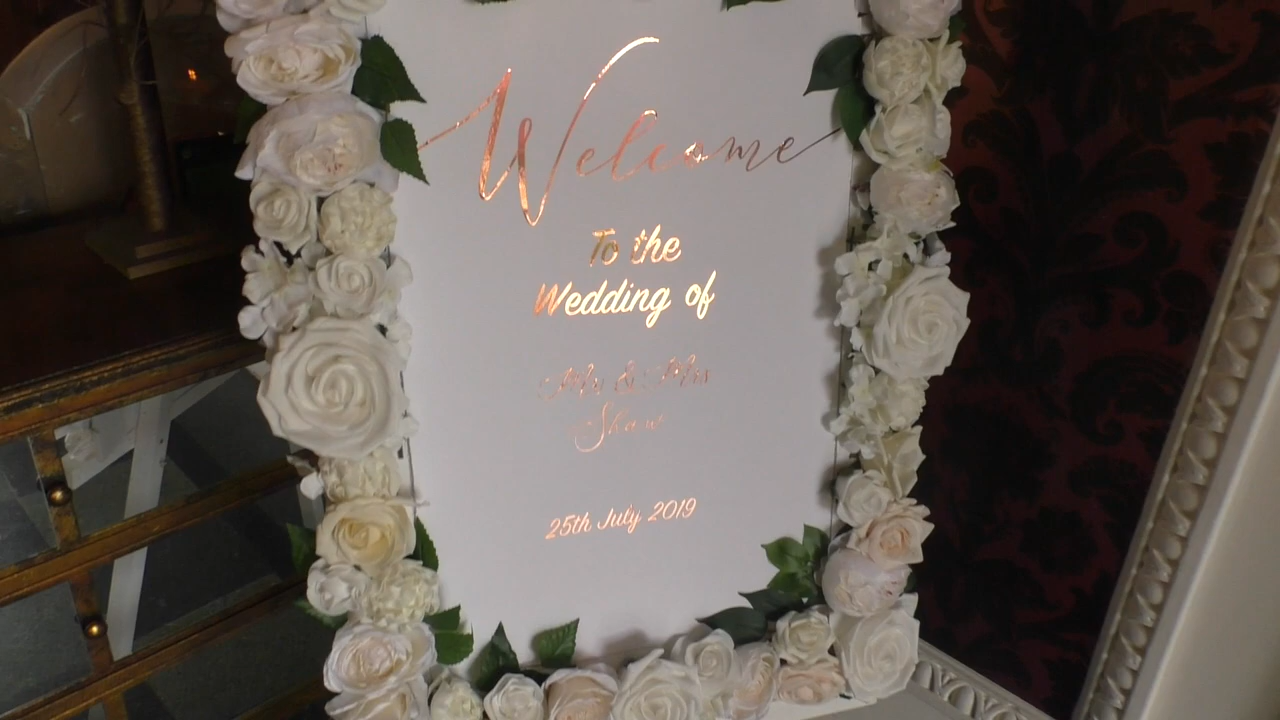 Welcome
To the
Wedding of
Mr & Mrs
Shaw
25th July 2019